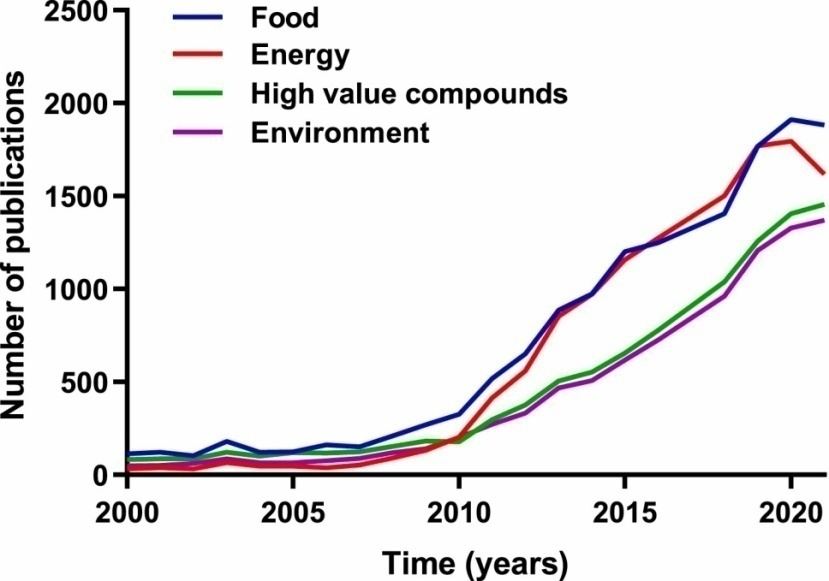 Number of publications
2500
2000
1500
1000
500
0
Food
Energy
High value compounds
Environment
2000
2005
2010
2015
2020
Time (years)